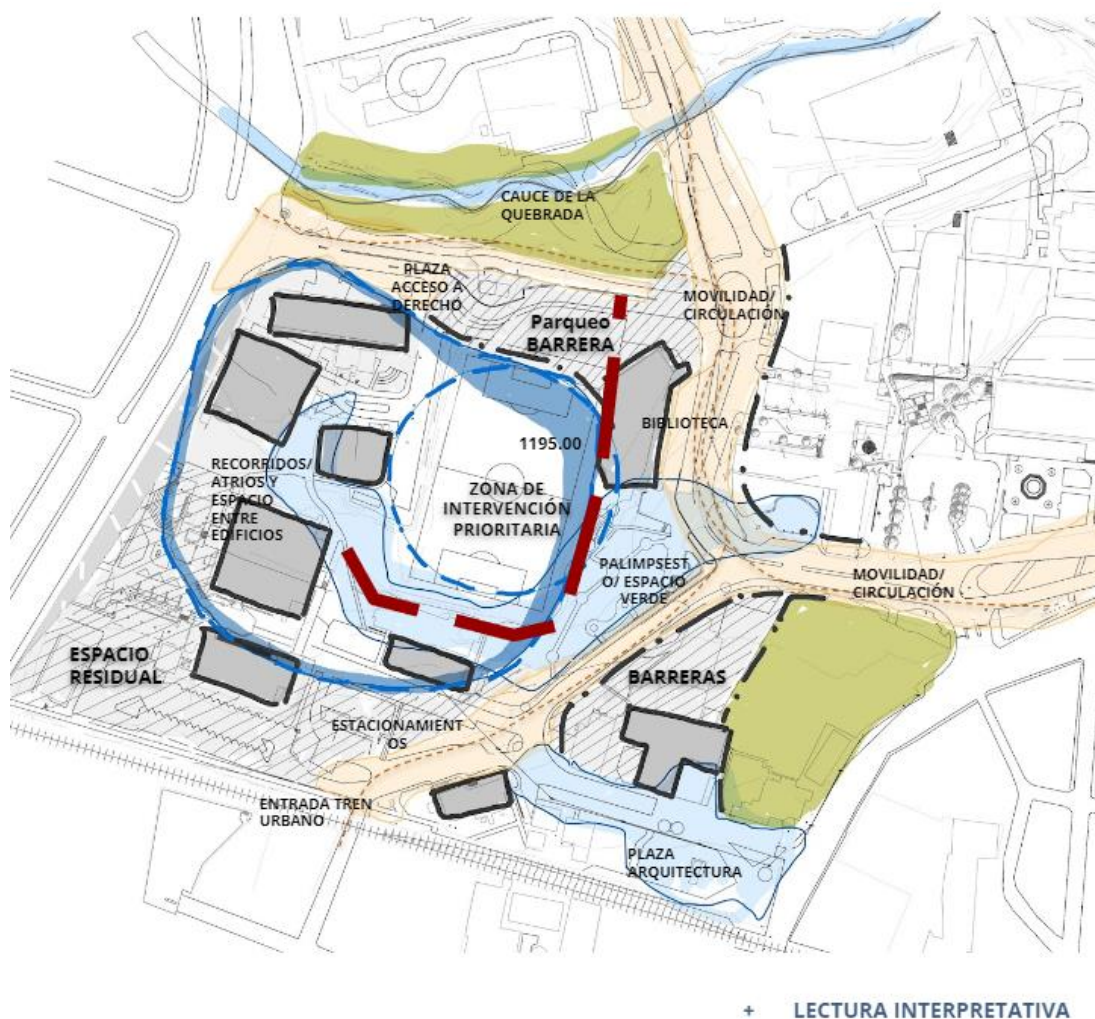 CAUCE DE LA
QUEBRADA
PLAZA
ACCESO A
DERECHO
MOVILIDAD/
CIRCULACIÓN
Parqueo
BARRERA
BIBLIOTECA
1195.00
RECORRIDOS/
ATRIOS Y
ESPACIO
ENTRE
EDIFICIOS
ZONA DE
INTERVENCIÓN
PRIORITARIA
PALIMPSEST
O/ ESPACIO
VERDE
MOVILIDAD/
CIRCULACIÓN
ESPACIO
RESIDUAL
BARRERAS
ESTACIONAMIENT
OS
ENTRADA TREN
URBANO
PLAZA
ARQUITECTURA
+ LECTURA INTERPRETATIVA